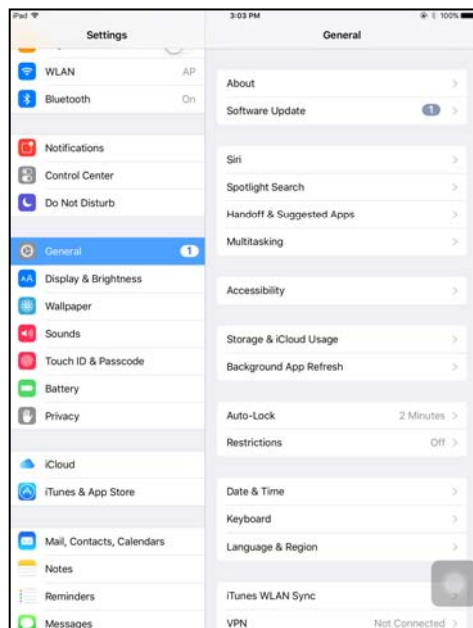 iPad 3:03 PM 100%
Settings
General
WLAN AP
Bluetooth On
Notifications
Control Center
Do Not Disturb
General 1
Display & Brightness
Wallpaper
Sounds
Touch ID & Passcode
Battery
Privacy
iCloud
iTunes & App Store
Mail, Contacts, Calendars
Notes
Reminders
Messages
About
Software Update 1
Siri
Spotlight Search
Handoff & Suggested Apps
Multitasking
Accessibility
Storage & iCloud Usage
Background App Refresh
Auto-Lock 2 Minutes
Restrictions Off
Date & Time
Keyboard
Language & Region
iTunes WLAN Sync
VPN Not Connected